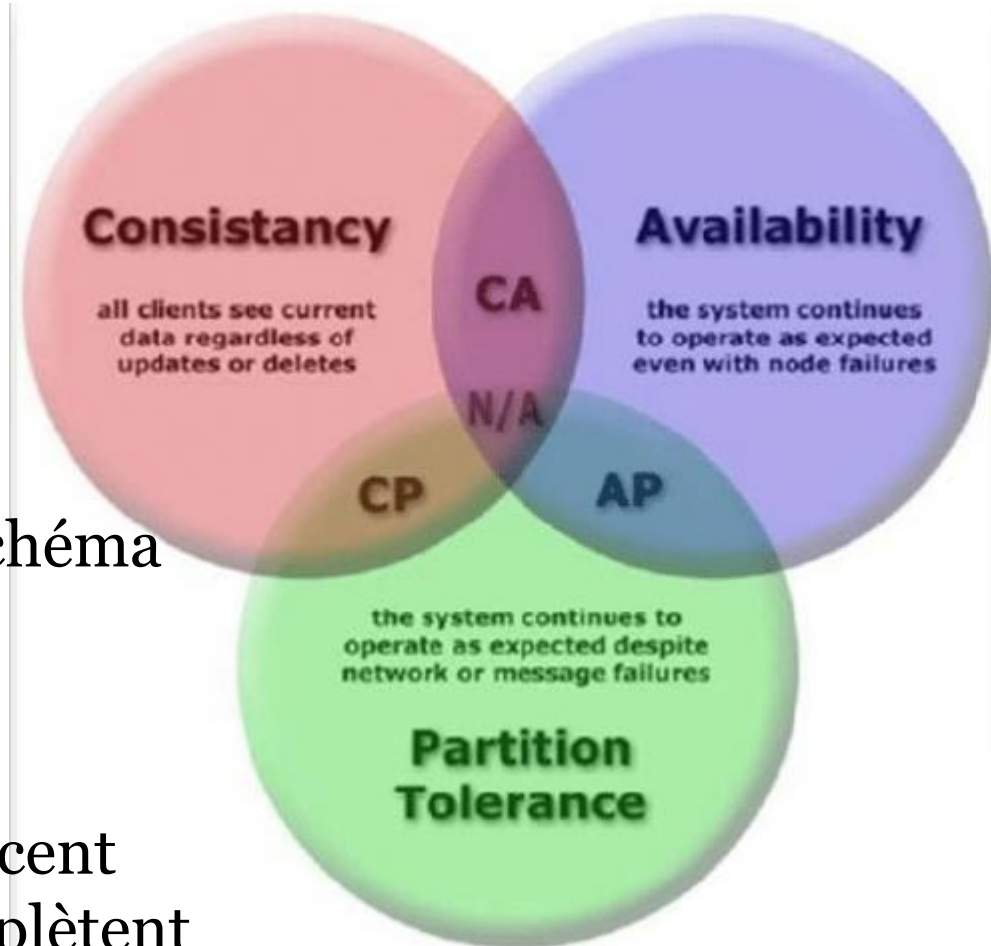 Consistancy
all clients see current
data regardless of
updates or deletes
Availability
the system continues
to operate as expected
even with node failures
CA
N/A
CP
AP
the system continues to
operate as expected despite
network or message failures
Partition
Tolerance
chéma
cent
plètent